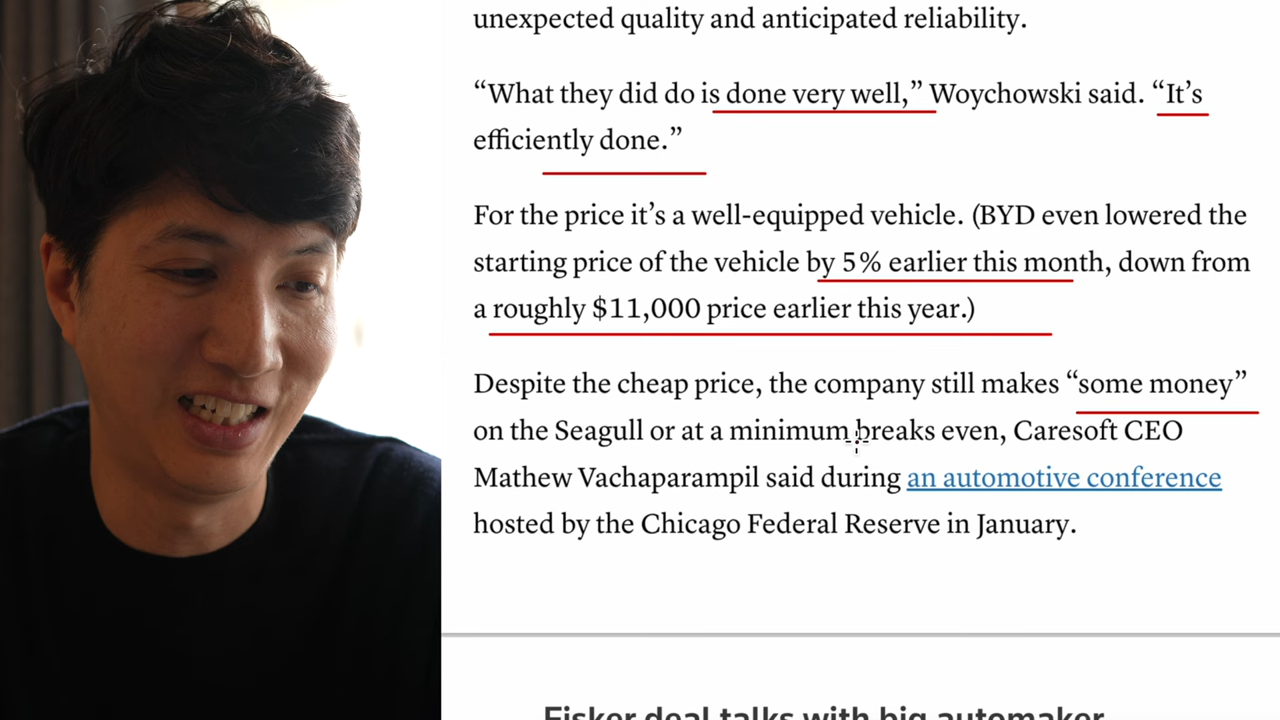 unexpected quality and anticipated reliability.
“What they did do is done very well,” Woychowski said. “It’s
efficiently done.”
For the price it’s a well-equipped vehicle. (BYD even lowered the
starting price of the vehicle by 5% earlier this month, down from
a roughly $11,000 price earlier this year.)
Despite the cheap price, the company still makes “some money”
on the Seagull or at a minimum breaks even, Caresoft CEO
Mathew Vachaparampil said during an automotive conference
hosted by the Chicago Federal Reserve in January.
Fisker deal talks with big automaker